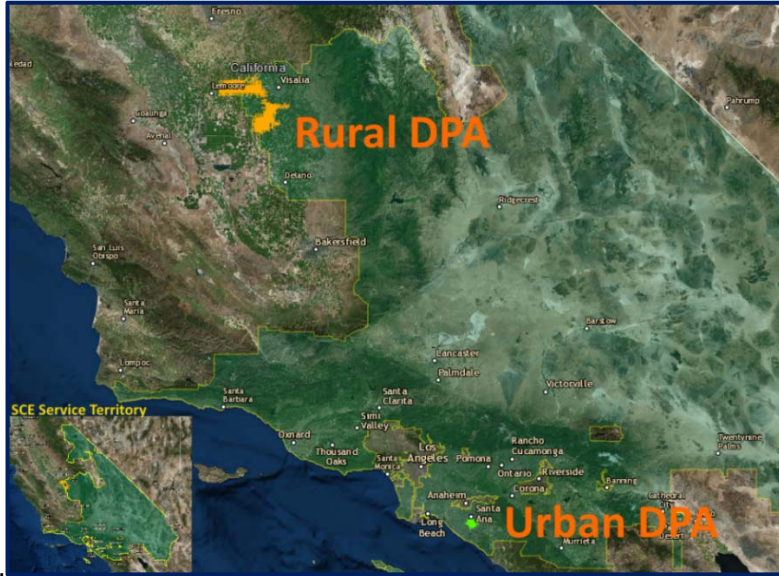 Fresno
California
Lemoore
Visalia
Coalinga
Avenal
Rural DPA
Pahrump
Delano
Ridgecrest
San Luis
Obispo
Bakersfield
Santa
Maria
Barstow
Lompoc
Lancaster
Palmdale
Santa
Barbara
Santa
Clarita
Victorville
SCE Service Territory
Simi
Valley
Oxnard
Thousand
Oaks
Santa
Monica
Los
Angeles
Pomona
Rancho
Cucamonga
Ontario
Riverside
Twentynine
Palms
Corona
Banning
Anaheim
Santa
Ana
Long
Beach
Cathedral
City
Urban DPA
Desert
Murrieta